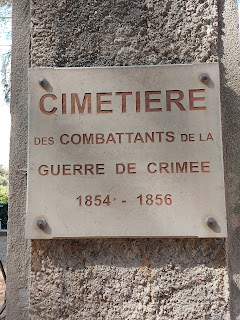 CIMETIERE
DES COMBATTANTS DE LA
GUERRE DE CRIMEE
1854 - 1856